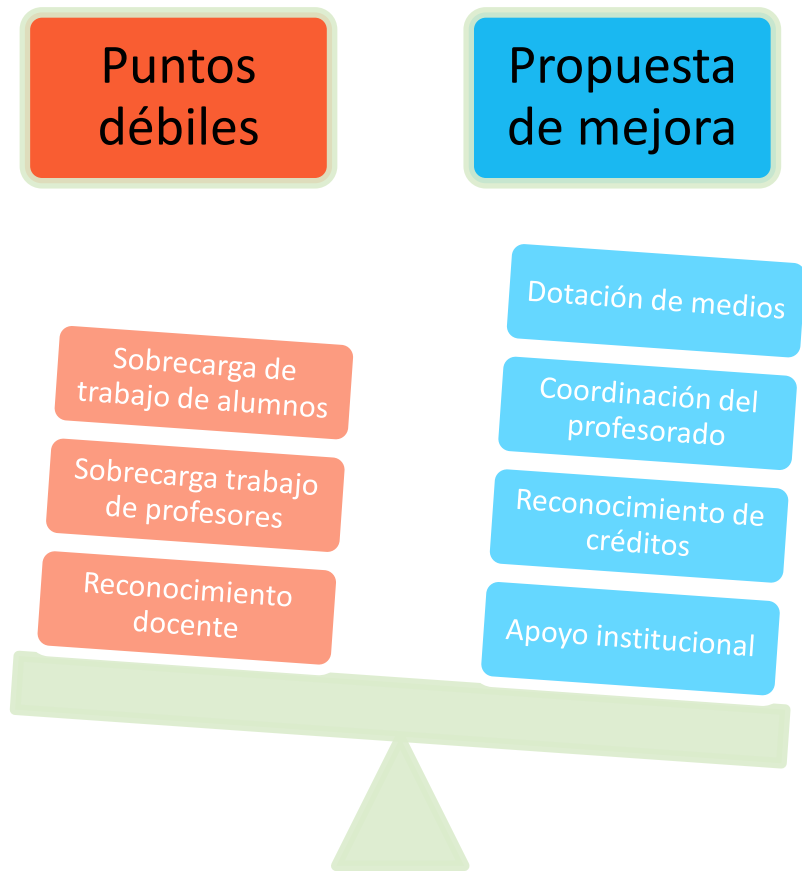 Puntos
débiles
Propuesta
de mejora
Sobrecarga de
trabajo de alumnos
Sobrecarga trabajo
de profesores
Reconocimiento
docente
Dotación de medios
Coordinación del
profesorado
Reconocimiento de
créditos
Apoyo institucional